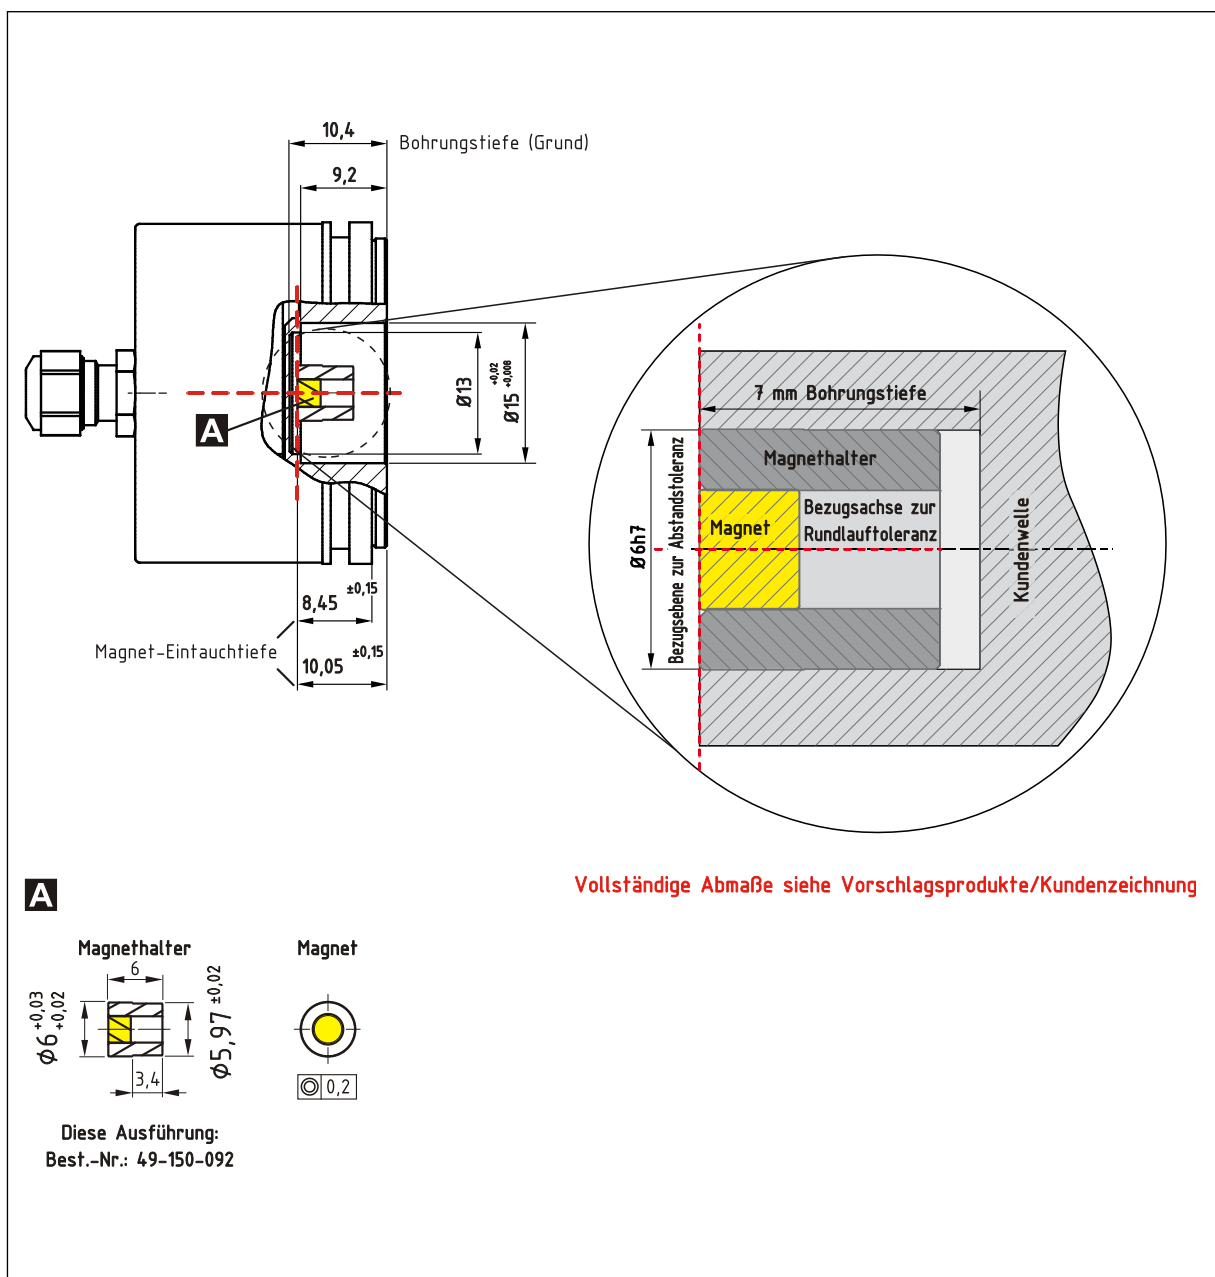 10,4
Bohrungstiefe (Grund)
9,2
Ø13
Ø15 +0,02 +0,008
A
8,45 ±0,15
Magnet-Eintauchtiefe
10,05 ±0,15
7 mm Bohrungstiefe
Magnethalter
Magnet
Bezugsachse zur
Rundlauftoleranz
Ø6h7
Bezugsebene zur Abstandstoleranz
Kundenwelle
Vollständige Abmaße siehe Vorschlagsprodukte/Kundenzeichnung
A
Magnethalter
Magnet
6
ϕ6 +0,03 +0,02
ϕ5,97 ±0,02
3,4
0,2
Diese Ausführung:
Best.-Nr.: 49-150-092